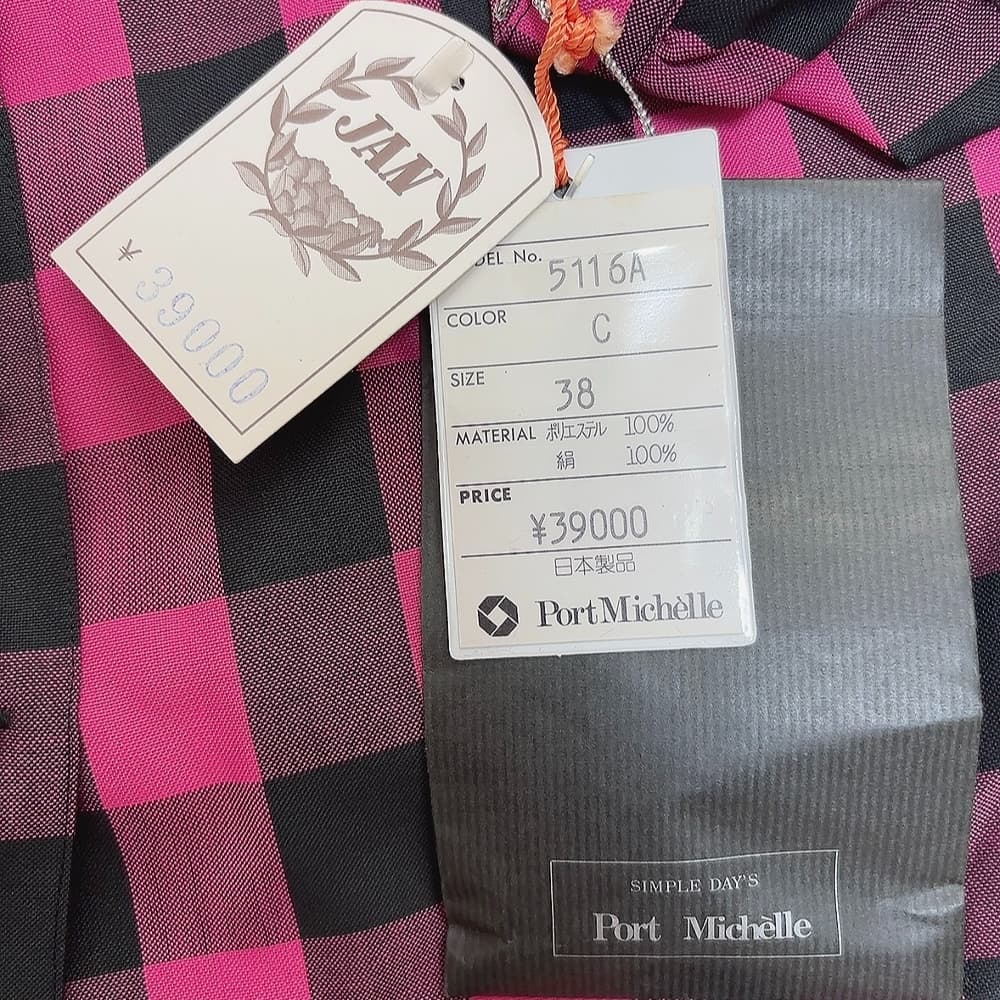 JAN
¥39000
DEL No. 5116A
COLOR C
SIZE 38
MATERIAL ポリエステル 100%
絹 100%
PRICE
¥39000
日本製品
Port Michèlle
SIMPLE DAY'S
Port Michèlle